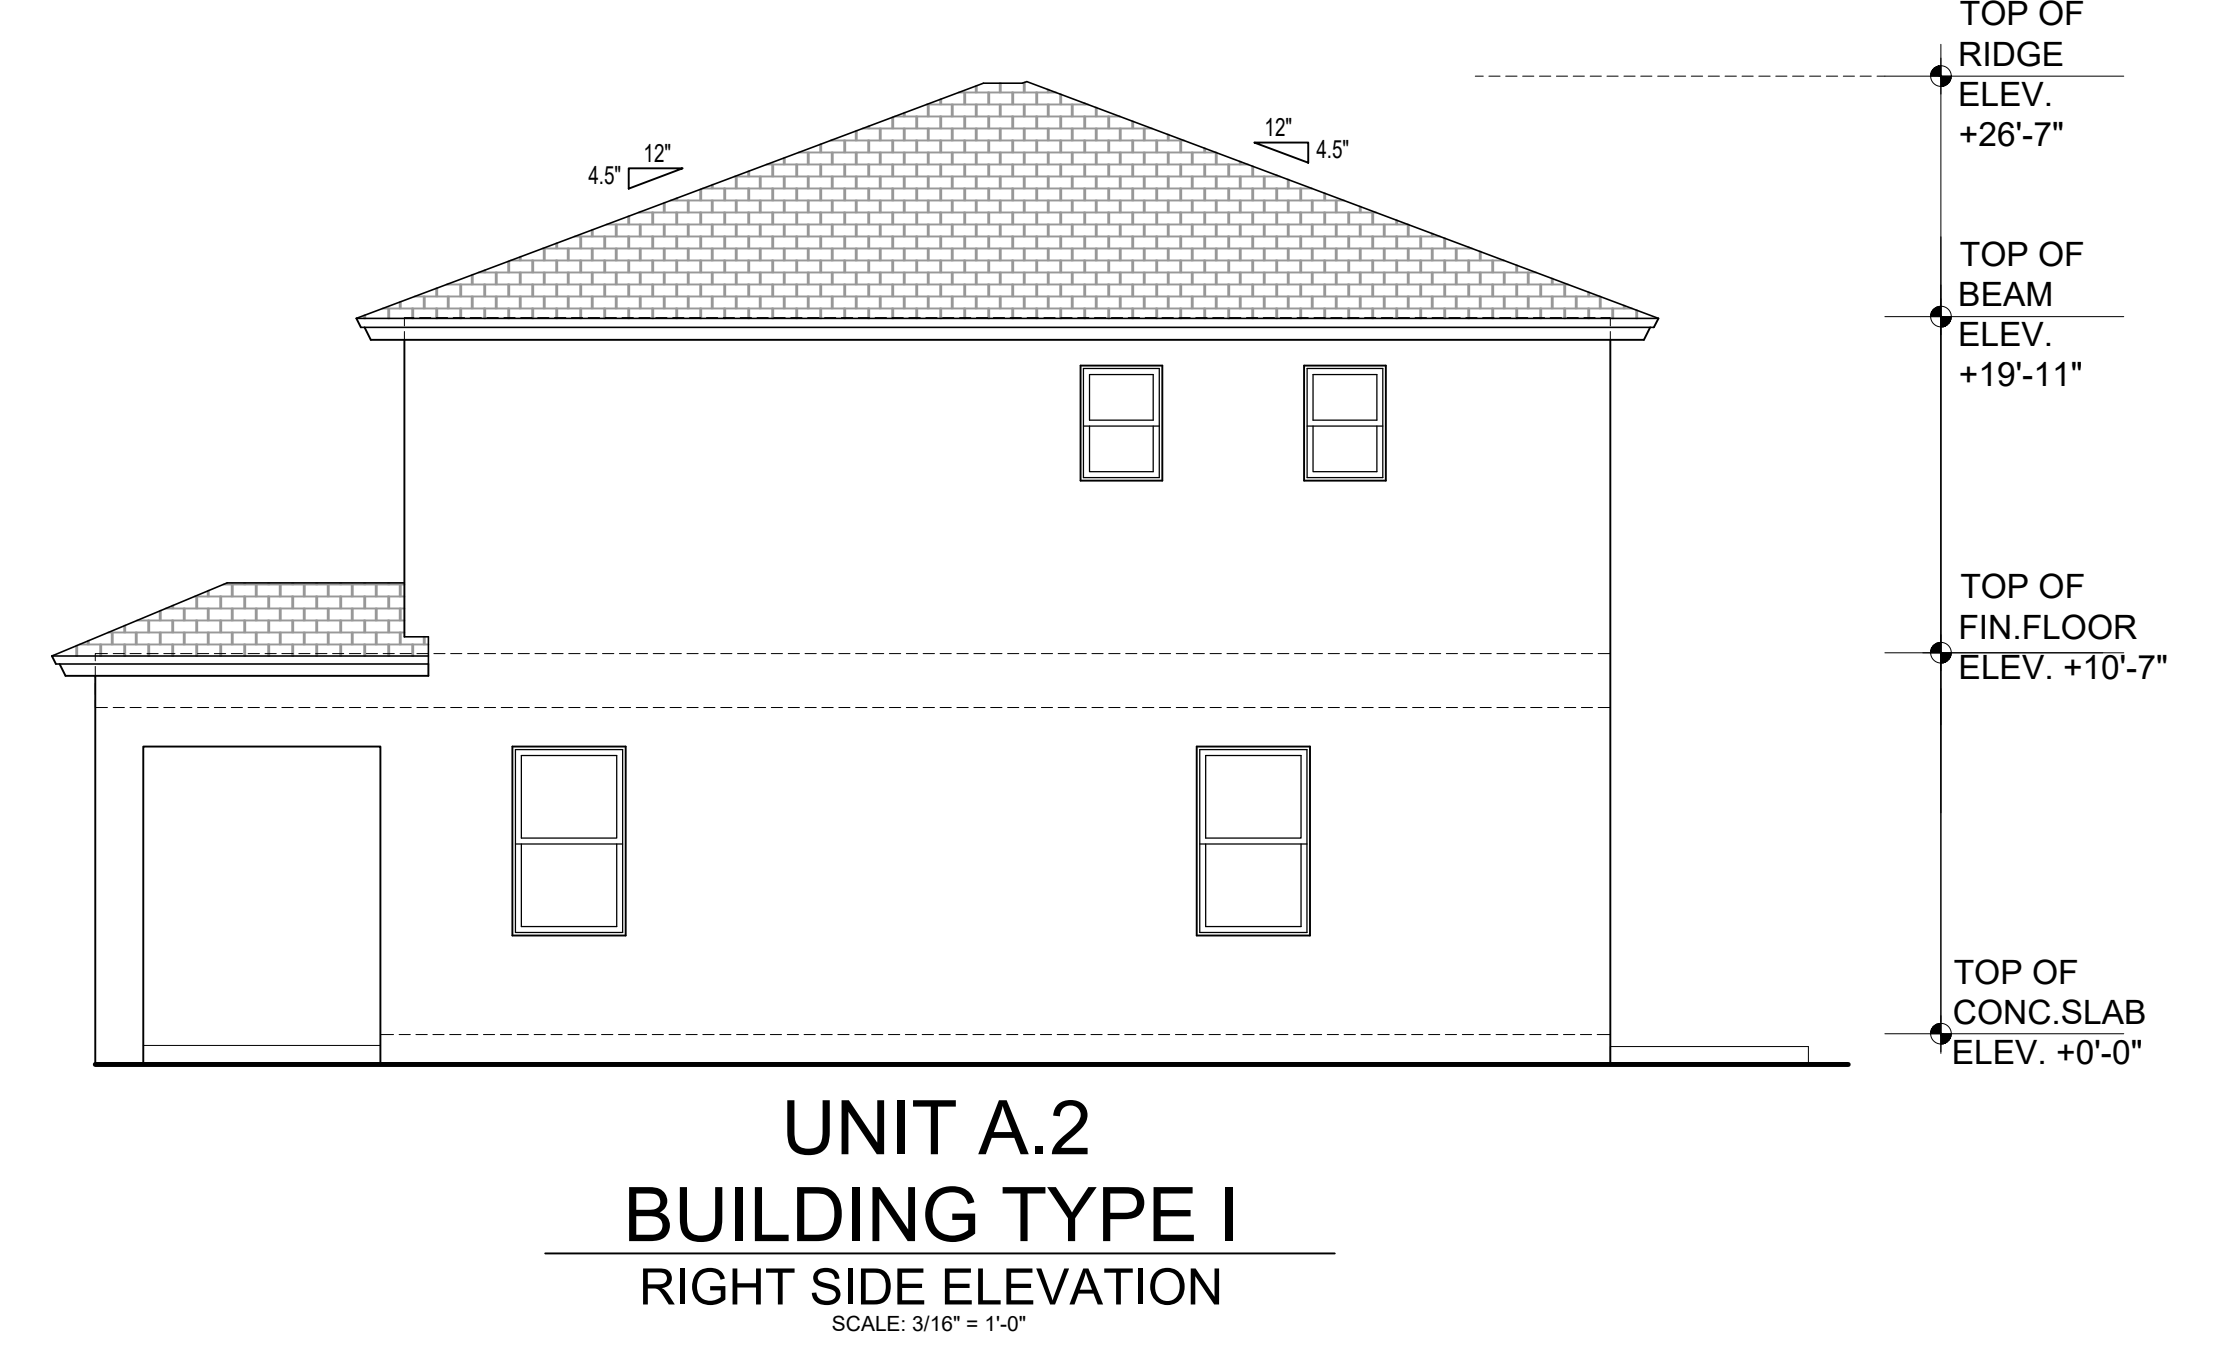 TOP OF
RIDGE
ELEV.
+26'-7"
12"
4.5"
12"
4.5"
TOP OF
BEAM
ELEV.
+19'-11"
TOP OF
FIN.FLOOR
ELEV. +10'-7"
TOP OF
CONC.SLAB
ELEV. +0'-0"
UNIT A.2
BUILDING TYPE I
RIGHT SIDE ELEVATION
SCALE: 3/16" = 1'-0"